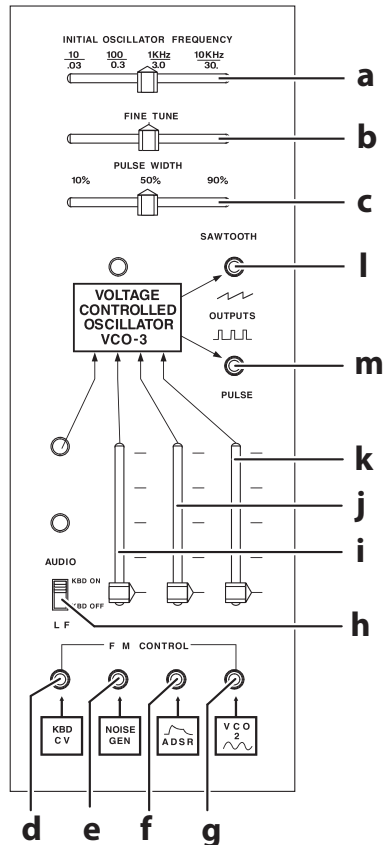 INITIAL OSCILLATOR FREQUENCY
10 100 1KHz 10KHz
.03 0.3 3.0 30.
a
FINE TUNE
b
PULSE WIDTH
10% 50% 90%
c
SAWTOOTH
l
VOLTAGE
CONTROLLED
OSCILLATOR
VCO-3
OUTPUTS
m
PULSE
k
j
i
AUDIO
KBD ON
KBD OFF
h
L F
F M CONTROL
KBD
C V
NOISE
GEN
A D S R
V C O
2
d e f g